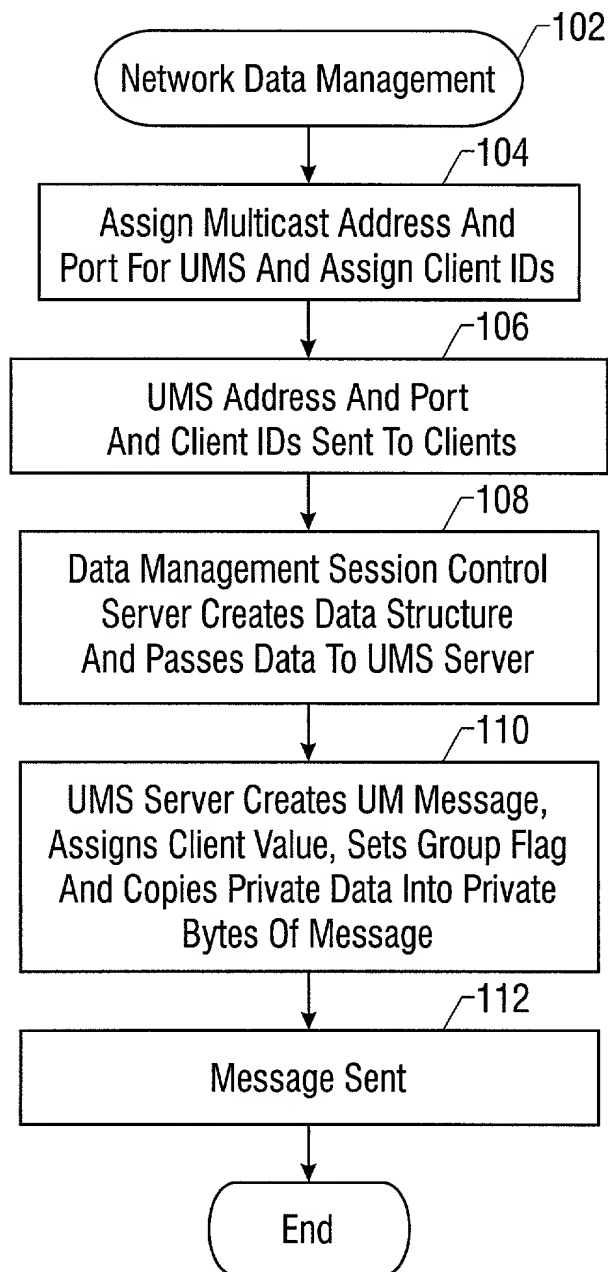 102
Network Data Management
104
Assign Multicast Address And
Port For UMS And Assign Client IDs
106
UMS Address And Port
And Client IDs Sent To Clients
108
Data Management Session Control
Server Creates Data Structure
And Passes Data To UMS Server
110
UMS Server Creates UM Message,
Assigns Client Value, Sets Group Flag
And Copies Private Data Into Private
Bytes Of Message
112
Message Sent
End